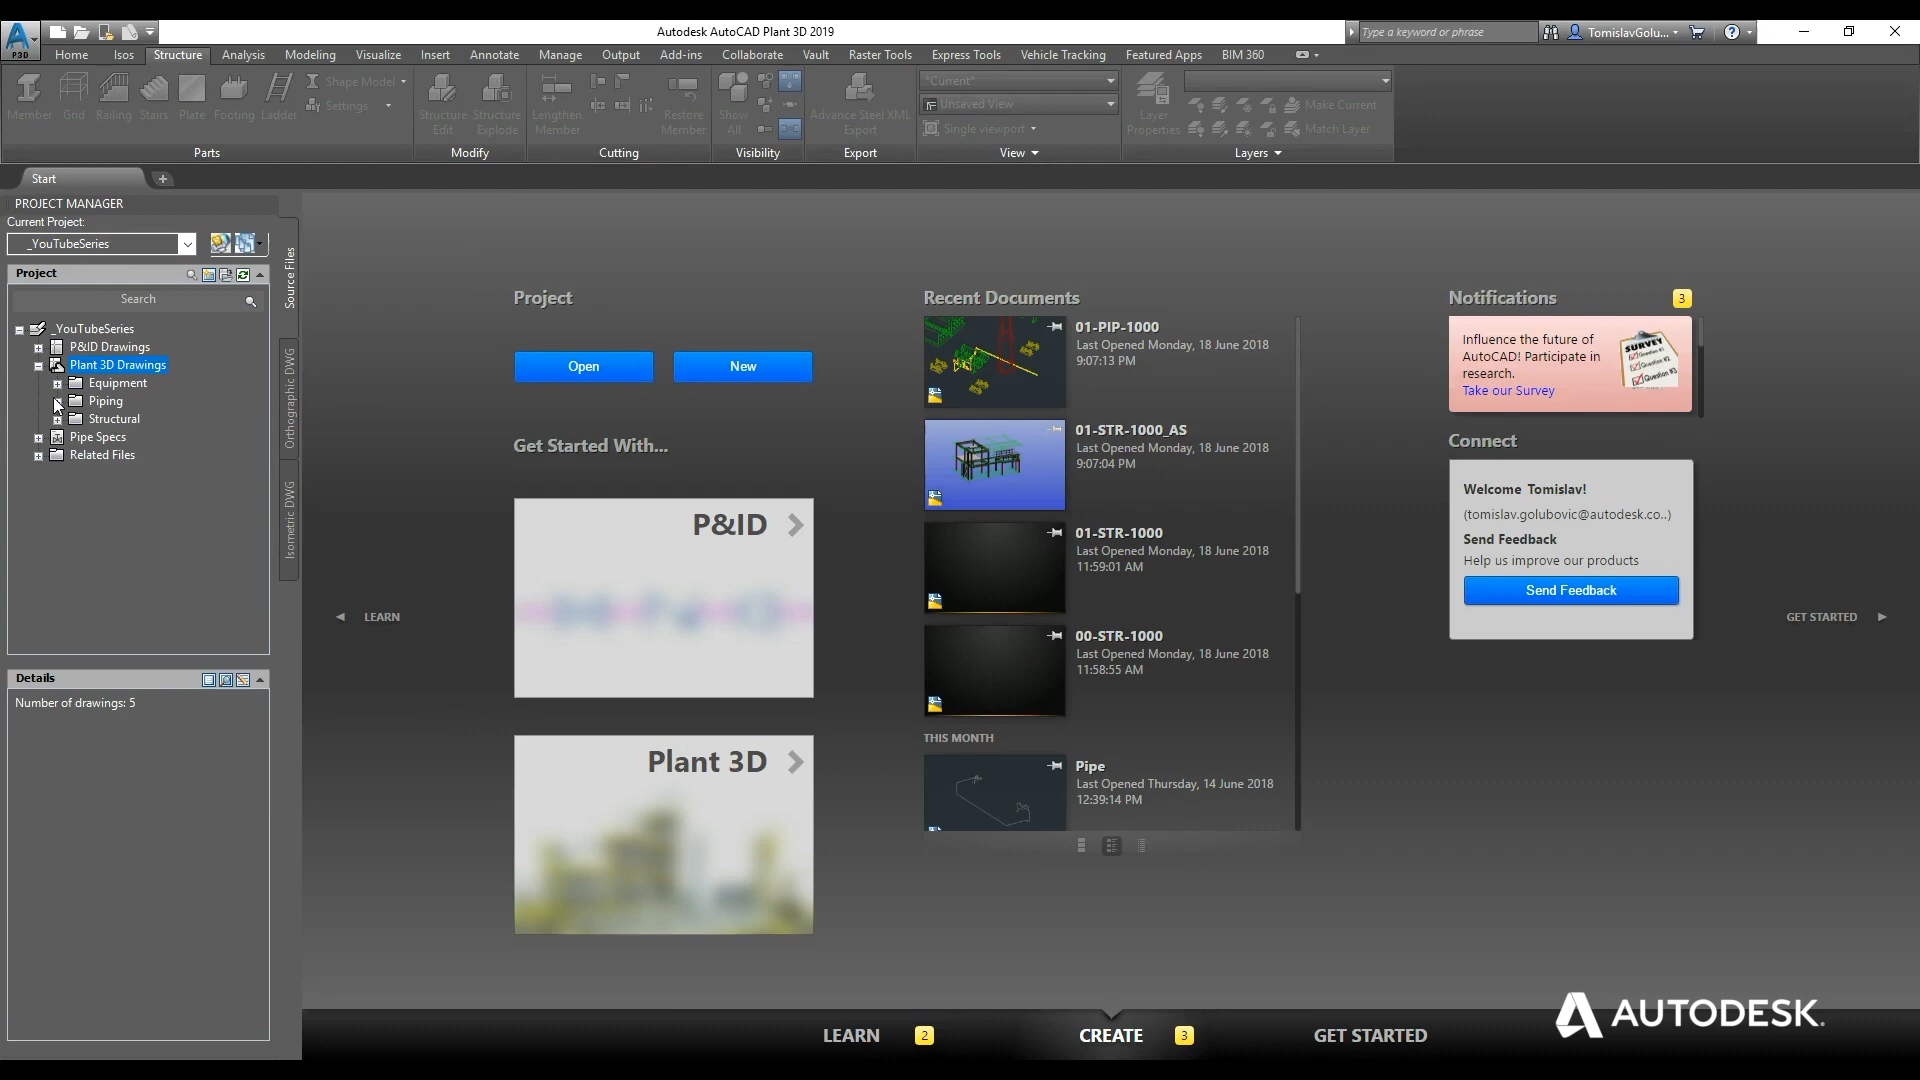 Autodesk AutoCAD Plant 3D 2019
Type a keyword or phrase
TomislavGolu...
P3D
Home Isos Structure Analysis Modeling Visualize Insert Annotate Manage Output Add-ins Collaborate Vault Raster Tools Express Tools Vehicle Tracking Featured Apps BIM 360
Member
Grid
Railing
Stairs
Plate
Footing
Ladder
Shape Model
Settings
Parts
Structure
Edit
Structure
Explode
Modify
Lengthen
Member
Restore
Member
Cutting
Show
All
Visibility
Advance Steel XML
Export
Export
*Current*
Unsaved View
Single viewport
View
Layer
Properties
Make Current
Match Layer
Layers
Start
PROJECT MANAGER
Current Project:
_YouTubeSeries
Project
Search
_YouTubeSeries
P&ID Drawings
Plant 3D Drawings
Equipment
Piping
Structural
Pipe Specs
Related Files
Source Files
Orthographic DWG
Isometric DWG
Details
Number of drawings: 5
LEARN
Project
Open
New
Get Started With...
P&ID
Plant 3D
Recent Documents
01-PIP-1000
Last Opened Monday, 18 June 2018
9:07:13 PM
01-STR-1000_AS
Last Opened Monday, 18 June 2018
9:07:04 PM
01-STR-1000
Last Opened Monday, 18 June 2018
11:59:01 AM
00-STR-1000
Last Opened Monday, 18 June 2018
11:58:55 AM
THIS MONTH
Pipe
Last Opened Thursday, 14 June 2018
12:39:14 PM
Notifications
3
Influence the future of
AutoCAD! Participate in
research.
Take our Survey
SURVEY
Question #1
Question #2
Question #3
Connect
Welcome Tomislav!
(tomislav.golubovic@autodesk.co..)
Send Feedback
Help us improve our products
Send Feedback
GET STARTED
AUTODESK.
LEARN 2
CREATE 3
GET STARTED